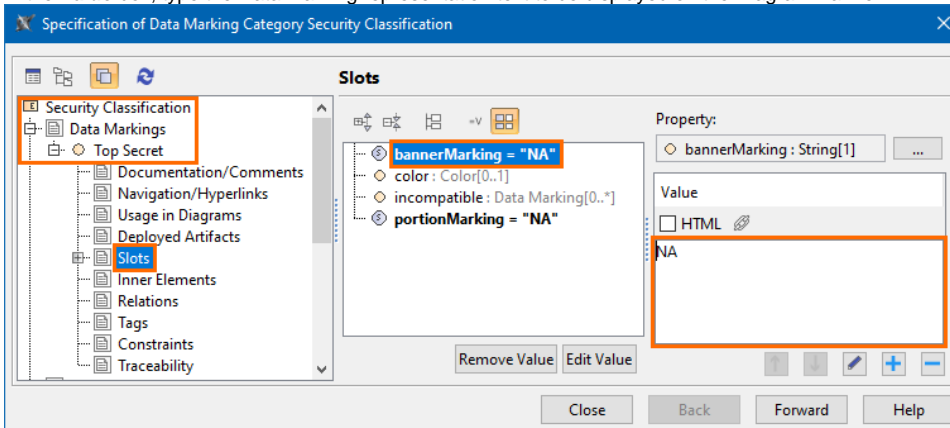 Specification of Data Marking Category Security Classification
Slots
Security Classification
Data Markings
Top Secret
Documentation/Comments
Navigation/Hyperlinks
Usage in Diagrams
Deployed Artifacts
Slots
Inner Elements
Relations
Tags
Constraints
Traceability
bannerMarking = "NA"
color : Color[0..1]
incompatible : Data Marking[0..*]
portionMarking = "NA"
Remove Value Edit Value
Property:
bannerMarking : String[1] ...
Value
HTML
NA
Close Back Forward Help